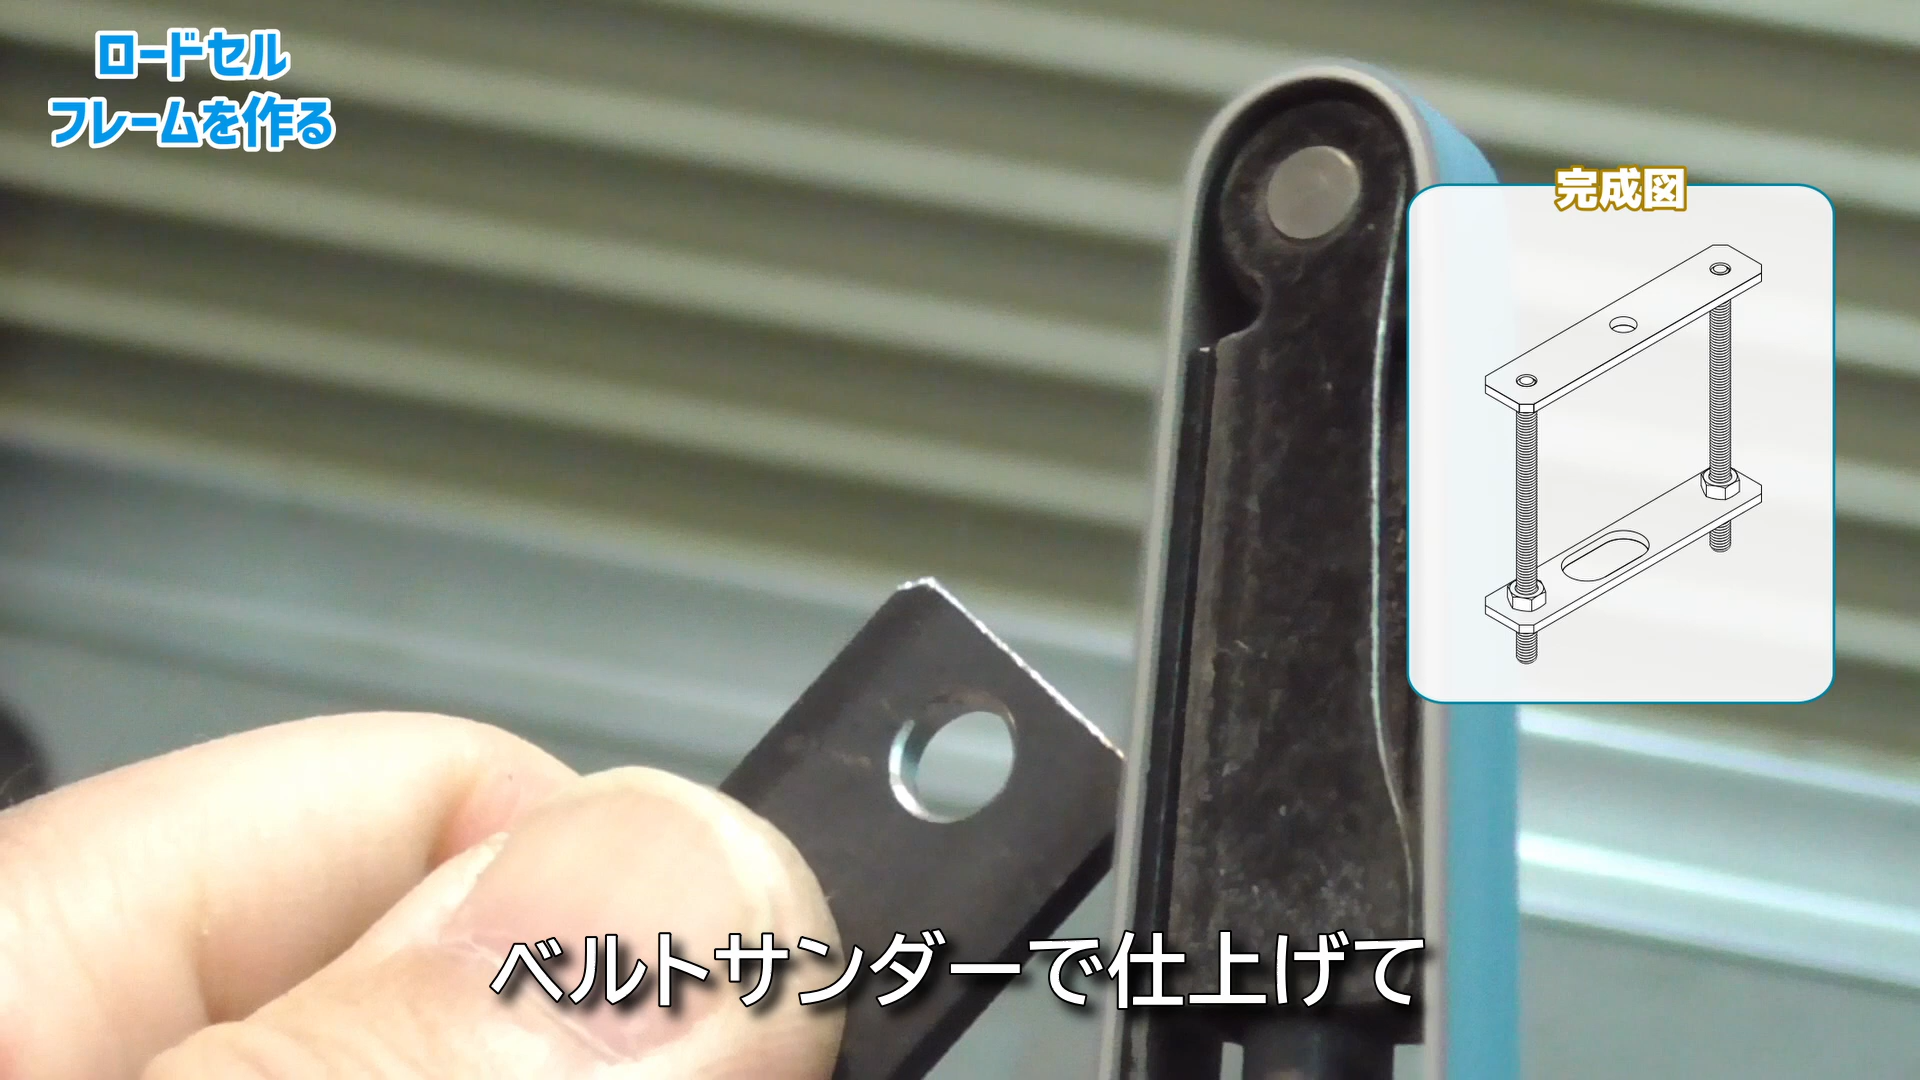 ロードセル
フレームを作る
完成図
ベルトサンダーで仕上げて